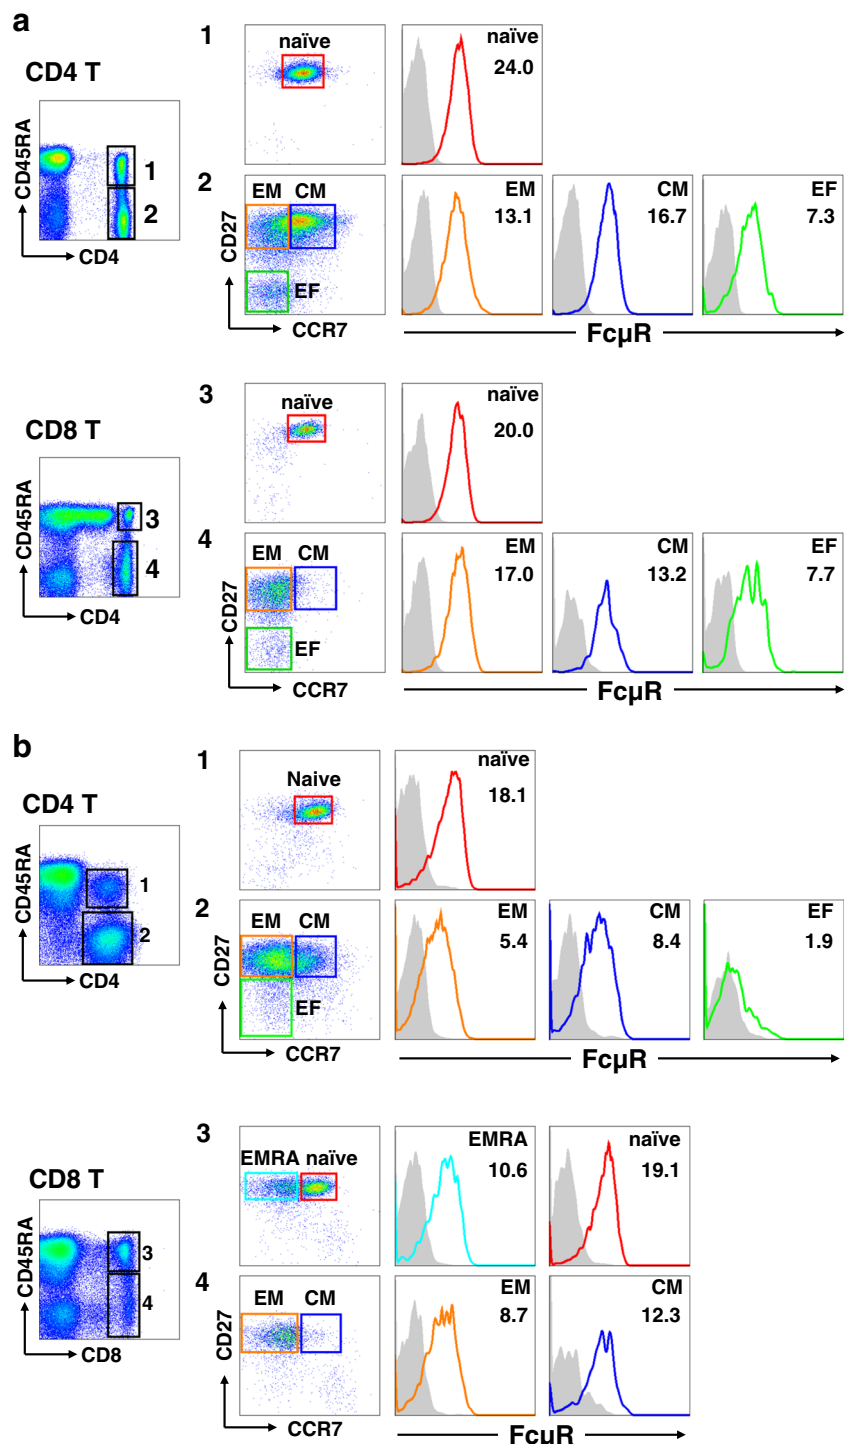 a
CD4 T
CD45RA
CD4
1
2
1
naïve
naïve
24.0
2
EM CM
EF
CD27
CCR7
EM
13.1
CM
16.7
EF
7.3
FcµR
CD8 T
CD45RA
CD4
3
4
3
naïve
naïve
20.0
4
EM CM
EF
CD27
CCR7
EM
17.0
CM
13.2
EF
7.7
FcµR
b
CD4 T
CD45RA
CD4
1
2
1
Naive
naïve
18.1
2
EM CM
EF
CD27
CCR7
EM
5.4
CM
8.4
EF
1.9
FcµR
CD8 T
CD45RA
CD8
3
4
3
EMRA naïve
EMRA
10.6
naïve
19.1
4
EM CM
CD27
CCR7
EM
8.7
CM
12.3
FcµR